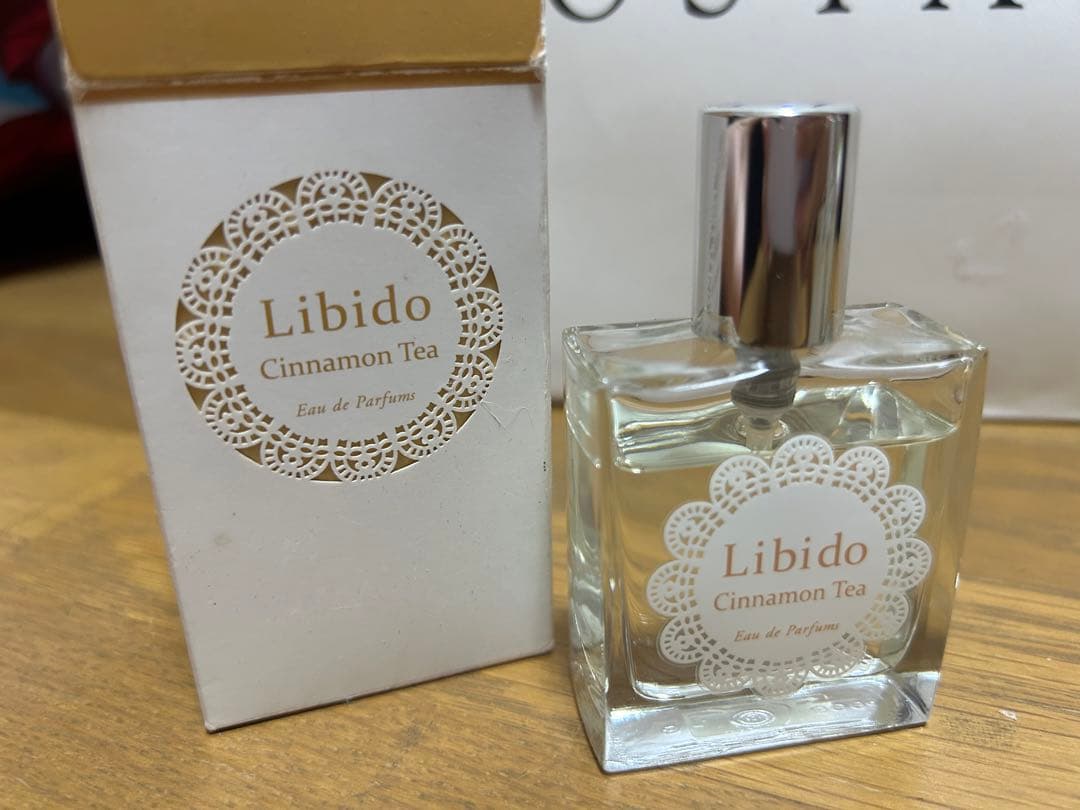 Libido
Cinnamon Tea
Eau de Parfums
Libido
Cinnamon Tea
Eau de Parfums